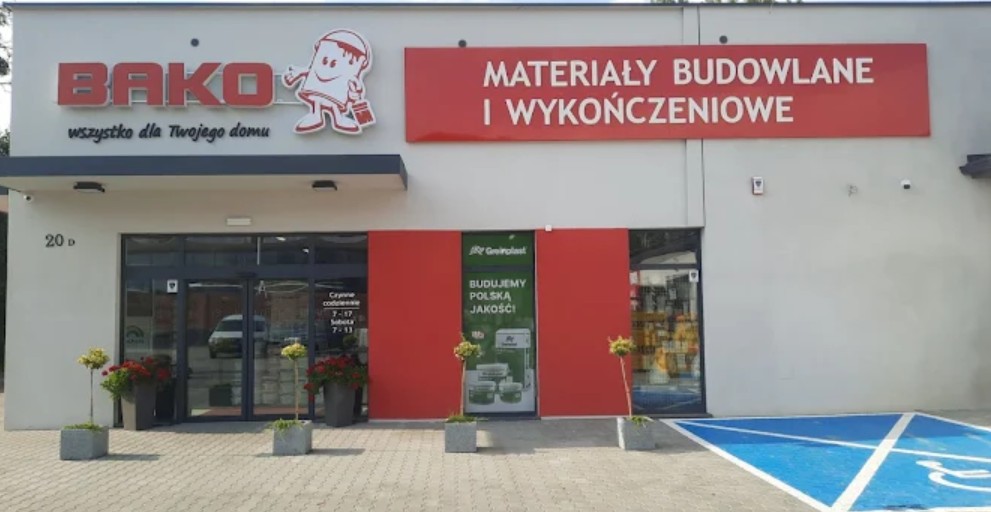 BAKO
wszystko dla Twojego domu
MATERIAŁY BUDOWLANE
I WYKOŃCZENIOWE
20 D
Czynne
codziennie
7 - 17
Sobota
7 - 13
Greinplast
BUDUJEMY
POLSKĄ
JAKOŚĆ!